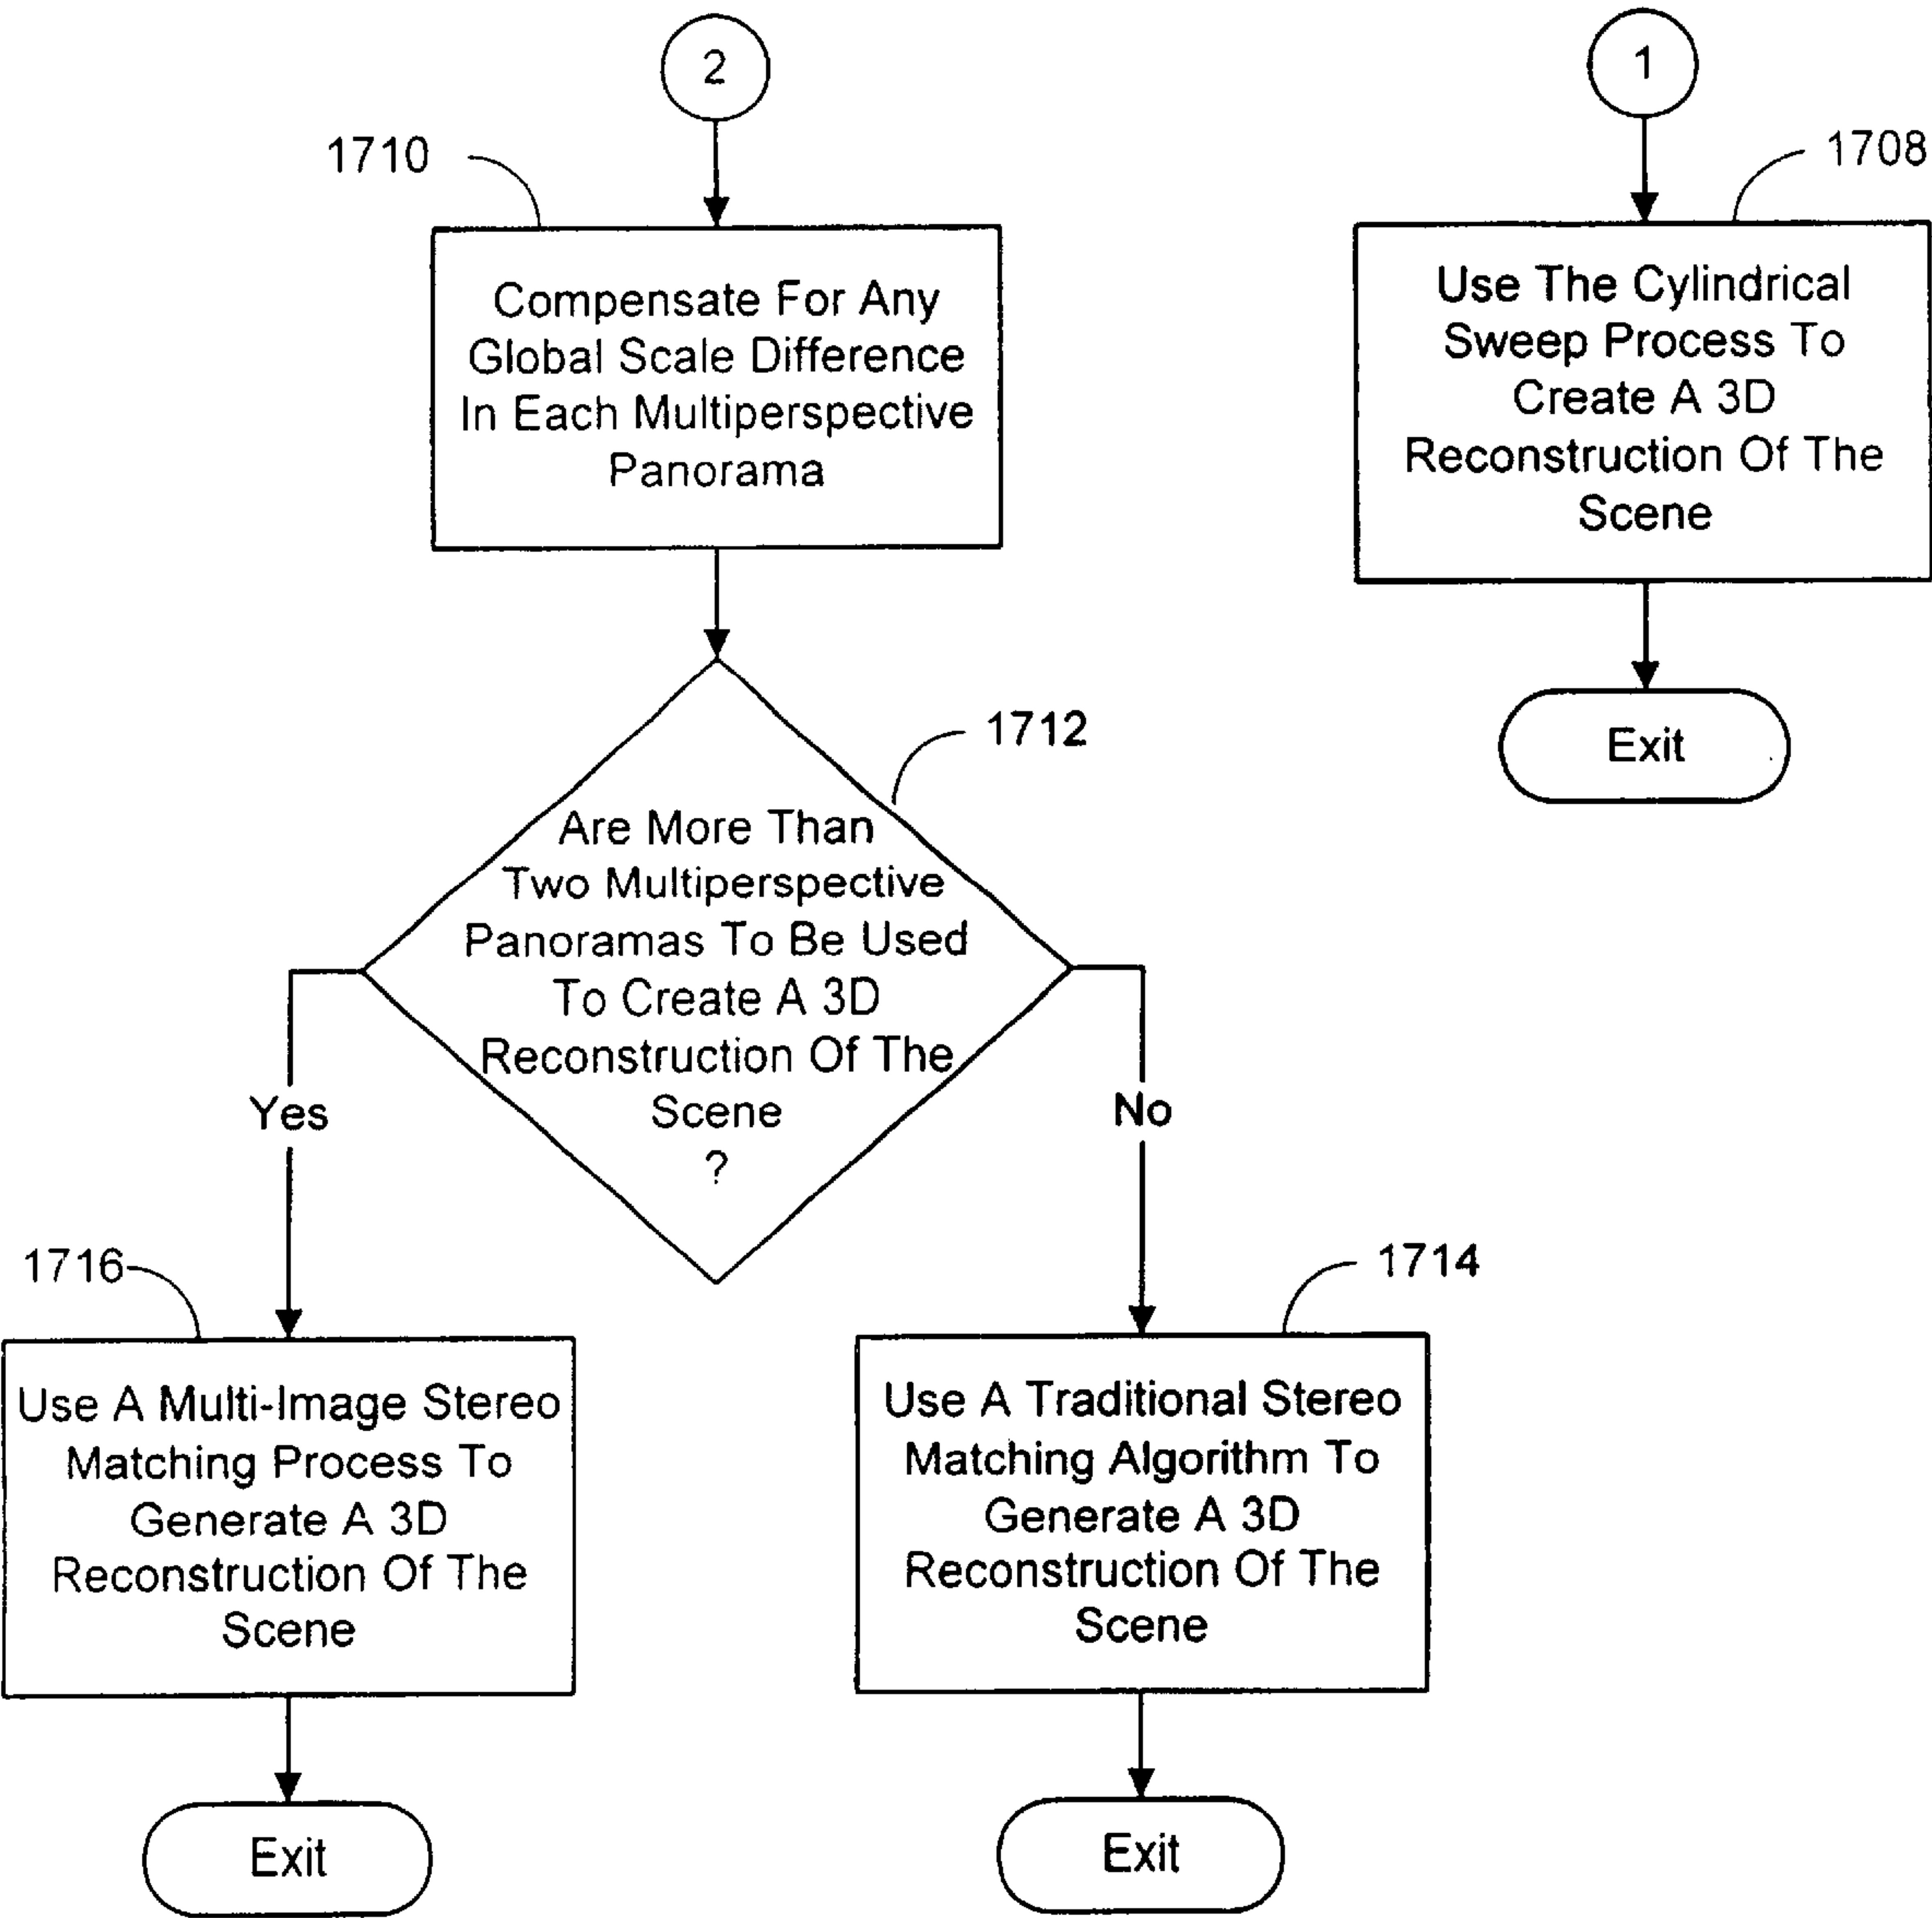 2
1710
Compensate For Any
Global Scale Difference
In Each Multiperspective
Panorama
1712
Are More Than
Two Multiperspective
Panoramas To Be Used
To Create A 3D
Reconstruction Of The
Scene
?
Yes
No
1716
Use A Multi-Image Stereo
Matching Process To
Generate A 3D
Reconstruction Of The
Scene
Exit
1714
Use A Traditional Stereo
Matching Algorithm To
Generate A 3D
Reconstruction Of The
Scene
Exit
1
1708
Use The Cylindrical
Sweep Process To
Create A 3D
Reconstruction Of The
Scene
Exit